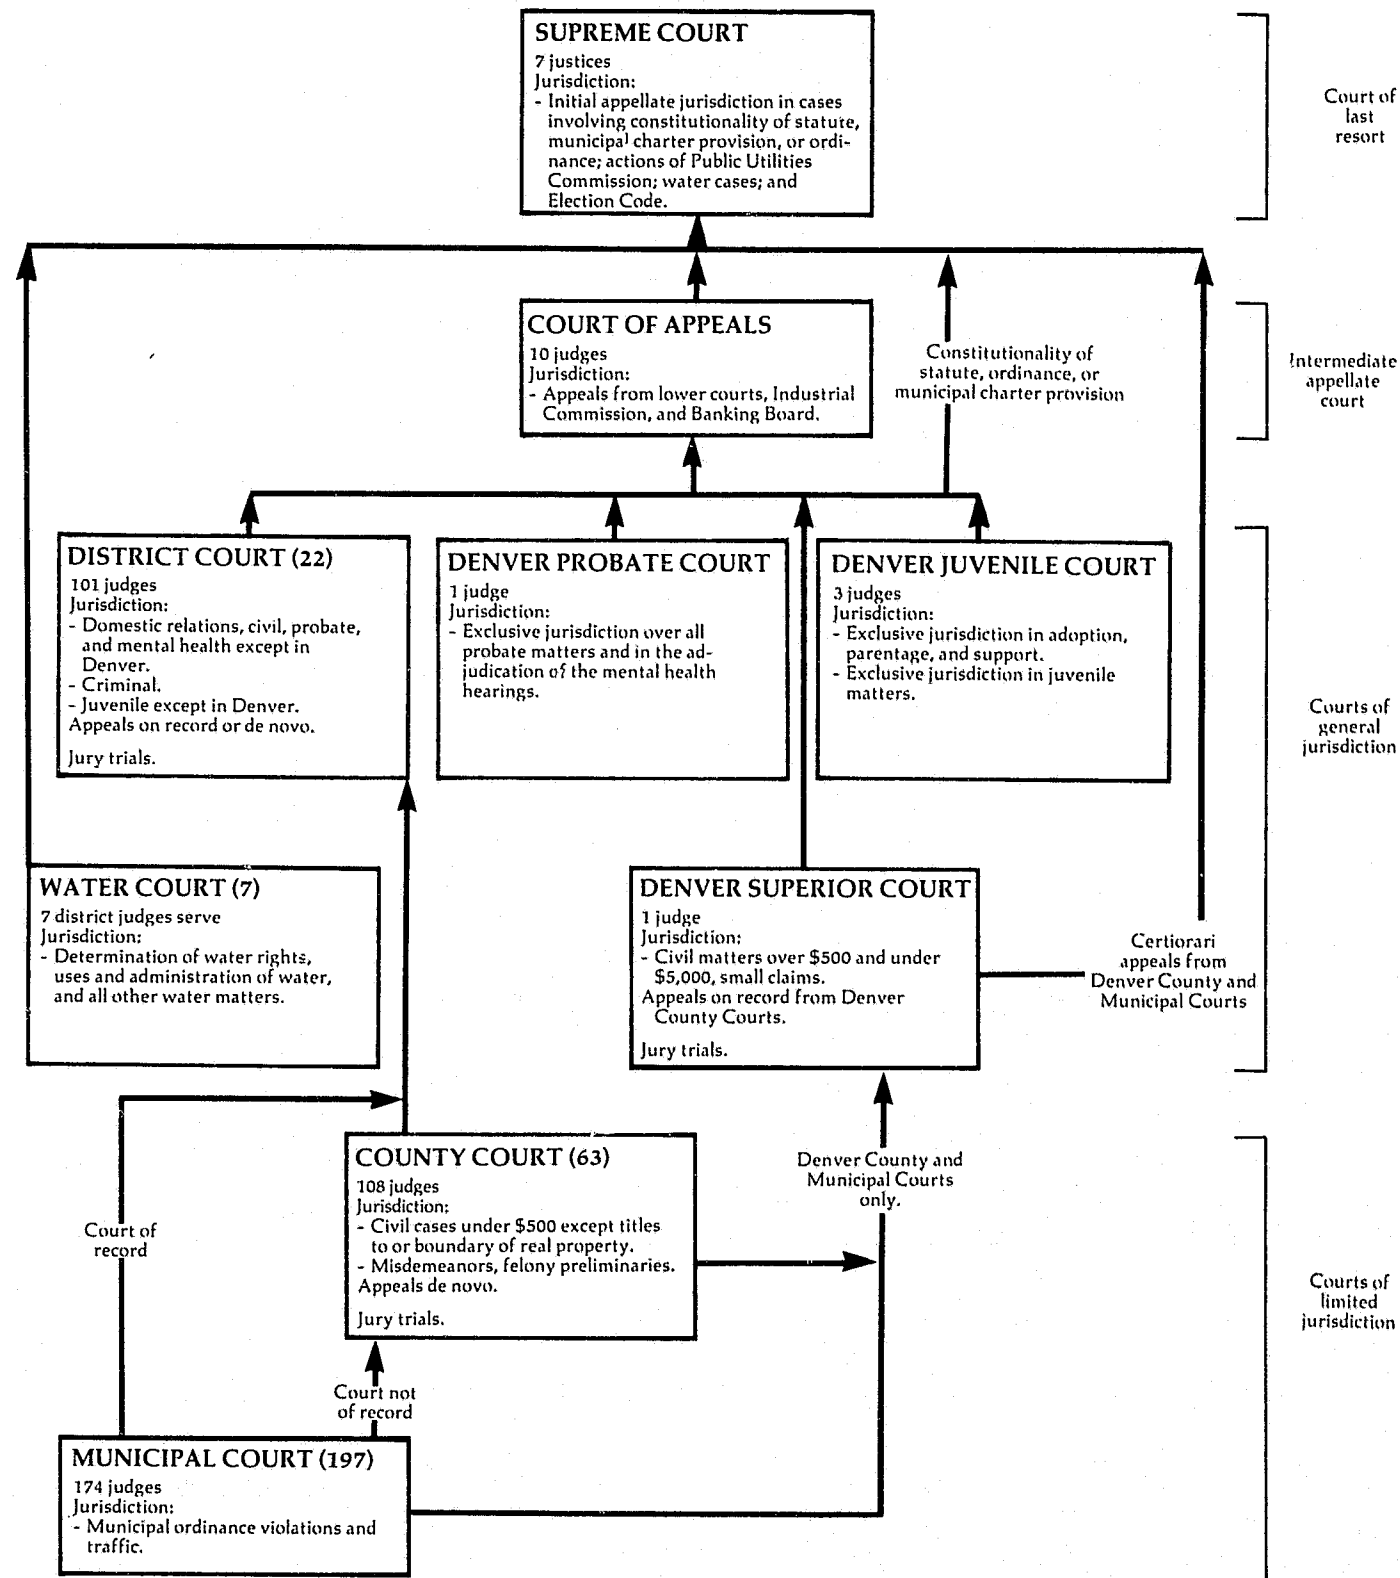 SUPREME COURT
7 justices
Jurisdiction:
- Initial appellate jurisdiction in cases
involving constitutionality of statute,
municipal charter provision, or ordi-
nance; actions of Public Utilities
Commission; water cases; and
Election Code.
Court of
last
resort
COURT OF APPEALS
10 judges
Jurisdiction:
- Appeals from lower courts, Industrial
Commission, and Banking Board.
Constitutionality of
statute, ordinance, or
municipal charter provision
Intermediate
appellate
court
DISTRICT COURT (22)
101 judges
Jurisdiction:
- Domestic relations, civil, probate,
and mental health except in
Denver.
- Criminal.
- Juvenile except in Denver.
Appeals on record or de novo.
Jury trials.
DENVER PROBATE COURT
1 judge
Jurisdiction:
- Exclusive jurisdiction over all
probate matters and in the ad-
judication of the mental health
hearings.
DENVER JUVENILE COURT
3 judges
Jurisdiction:
- Exclusive jurisdiction in adoption,
parentage, and support.
- Exclusive jurisdiction in juvenile
matters.
Courts of
general
jurisdiction
WATER COURT (7)
7 district judges serve
Jurisdiction:
- Determination of water rights,
uses and administration of water,
and all other water matters.
DENVER SUPERIOR COURT
1 judge
Jurisdiction:
- Civil matters over $500 and under
$5,000, small claims.
Appeals on record from Denver
County Courts.
Jury trials.
Certiorari
appeals from
Denver County and
Municipal Courts
COUNTY COURT (63)
108 judges
Jurisdiction:
- Civil cases under $500 except titles
to or boundary of real property.
- Misdemeanors, felony preliminaries.
Appeals de novo.
Jury trials.
Denver County and
Municipal Courts
only.
Court of
record
Courts of
limited
jurisdiction
Court not
of record
MUNICIPAL COURT (197)
174 judges
Jurisdiction:
- Municipal ordinance violations and
traffic.